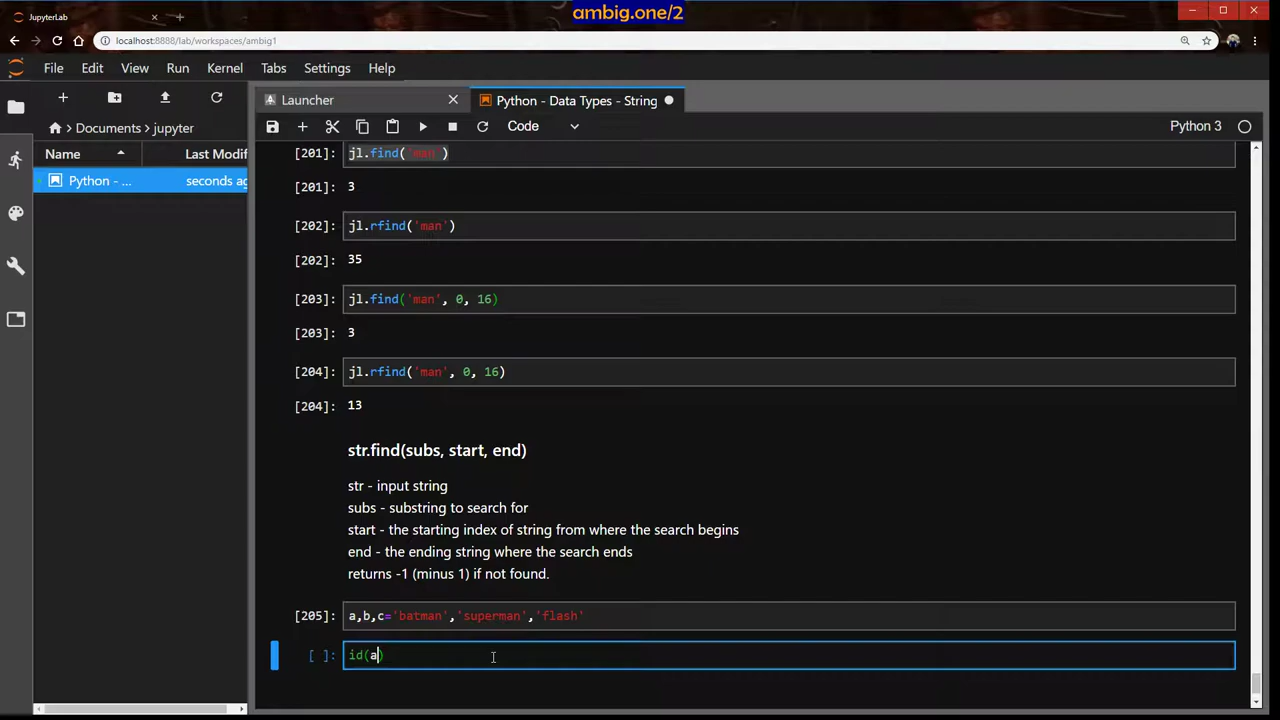 JupyterLab
ambig.one/2
localhost:8888/lab/workspaces/ambig1
File Edit View Run Kernel Tabs Settings Help
Launcher
Python - Data Types - String
Documens > jupyter
Code
Python 3
Name Last Modif
Python - ... seconds ag
[201]: jl.find('man')
[201]: 3
[202]: jl.rfind('man')
[202]: 35
[203]: jl.find('man', 0, 16)
[203]: 3
[204]: jl.rfind('man', 0, 16)
[204]: 13
str.find(subs, start, end)
str - input string
subs - substring to search for
start - the starting index of string from where the search begins
end - the ending string where the search ends
returns -1 (minus 1) if not found.
[205]: a,b,c='batman','superman','flash'
[ ]: id(a)